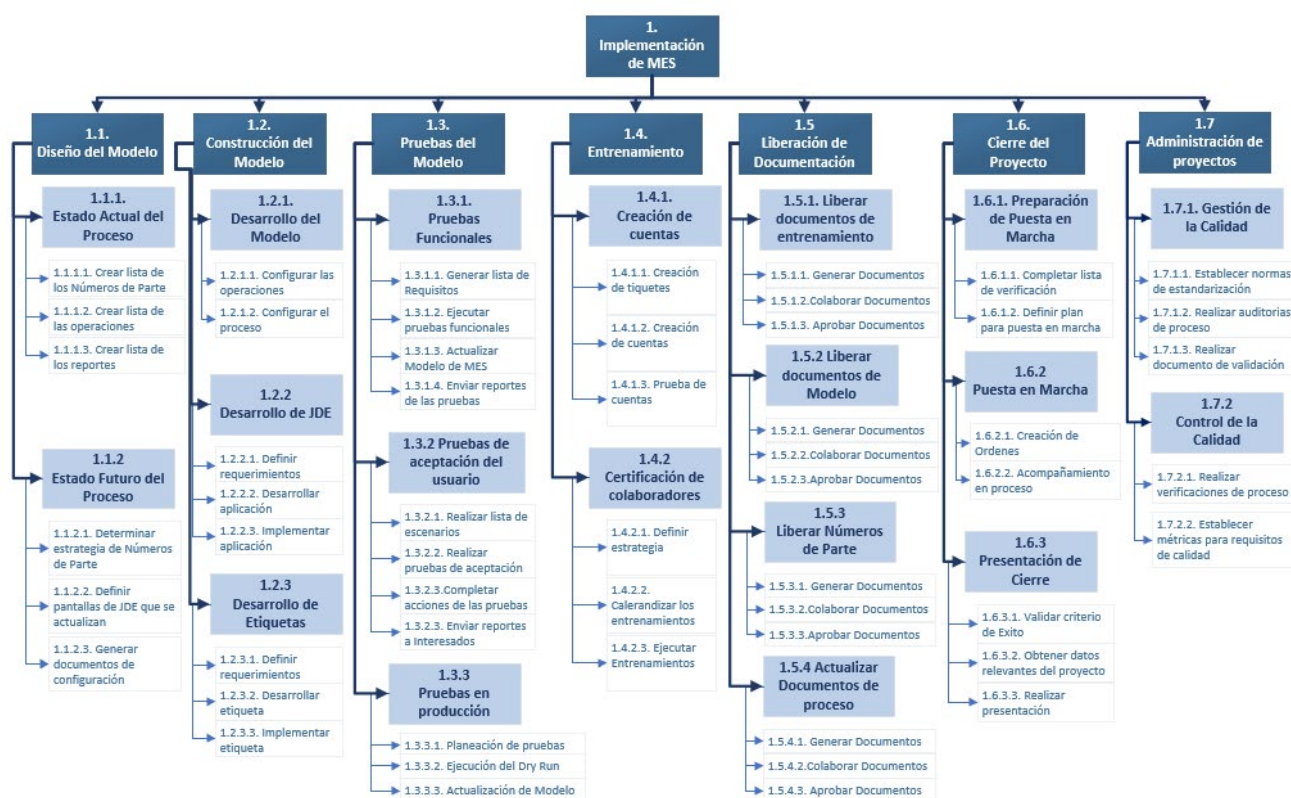 1.
Implementación
de MES
1.1.
Diseño del Modelo
1.1.1.
Estado Actual del
Proceso
1.1.1.1. Crear lista de
los Números de Parte
1.1.1.2. Crear lista de
las operaciones
1.1.1.3. Crear lista de
los reportes
1.1.2
Estado Futuro del
Proceso
1.1.2.1. Determinar
estrategia de Números
de Parte
1.1.2.2. Definir
pantallas de JDE que se
actualizan
1.1.2.3. Generar
documentos de
configuración
1.2.
Construcción del
Modelo
1.2.1.
Desarrollo del
Modelo
1.2.1.1. Configurar las
operaciones
1.2.1.2. Configurar el
proceso
1.2.2
Desarrollo de JDE
1.2.2.1. Definir
requerimientos
1.2.2.2. Desarrollar
aplicación
1.2.2.3. Implementar
aplicación
1.2.3
Desarrollo de
Etiquetas
1.2.3.1. Definir
requerimientos
1.2.3.2. Desarrollar
etiqueta
1.2.3.3. Implementar
etiqueta
1.3.
Pruebas del
Modelo
1.3.1.
Pruebas
Funcionales
1.3.1.1. Generar lista de
Requisitos
1.3.1.2. Ejecutar
pruebas funcionales
1.3.1.3. Actualizar
Modelo de MES
1.3.1.4. Enviar reportes
de las pruebas
1.3.2 Pruebas de
aceptación del
usuario
1.3.2.1. Realizar lista de
escenarios
1.3.2.2. Realizar
pruebas de aceptación
1.3.2.3.Completar
acciones de las pruebas
1.3.2.3. Enviar reportes
a Interesados
1.3.3
Pruebas en
producción
1.3.3.1. Planeación de pruebas
1.3.3.2. Ejecución del Dry Run
1.3.3.3. Actualización de Modelo
1.4.
Entrenamiento
1.4.1.
Creación de
cuentas
1.4.1.1. Creación
de tiquetes
1.4.1.2. Creación
de cuentas
1.4.1.3. Prueba de
cuentas
1.4.2
Certificación de
colaboradores
1.4.2.1. Definir
estrategia
1.4.2.2.
Calerandizar los
entrenamientos
1.4.2.3. Ejecutar
Entrenamientos
1.5
Liberación de
Documentación
1.5.1. Liberar
documentos de
entrenamiento
1.5.1.1. Generar Documentos
1.5.1.2.Colaborar Documentos
1.5.1.3. Aprobar Documentos
1.5.2 Liberar
documentos de
Modelo
1.5.2.1. Generar Documentos
1.5.2.2.Colaborar Documentos
1.5.2.3.Aprobar Documentos
1.5.3
Liberar Números
de Parte
1.5.3.1. Generar Documentos
1.5.3.2.Colaborar Documentos
1.5.3.3.Aprobar Documentos
1.5.4 Actualizar
Documentos de
proceso
1.5.4.1. Generar Documentos
1.5.4.2.Colaborar Documentos
1.5.4.3. Aprobar Documentos
1.6.
Cierre del
Proyecto
1.6.1. Preparación
de Puesta en
Marcha
1.6.1.1. Completar lista
de verificación
1.6.1.2. Definir plan
para puesta en marcha
1.6.2
Puesta en Marcha
1.6.2.1. Creación de
Ordenes
1.6.2.2. Acompañamiento
en proceso
1.6.3
Presentación de
Cierre
1.6.3.1. Validar criterio
de Exito
1.6.3.2. Obtener datos
relevantes del proyecto
1.6.3.3. Realizar
presentación
1.7
Administración de
proyectos
1.7.1. Gestión de
la Calidad
1.7.1.1. Establecer normas
de estandarización
1.7.1.2. Realizar auditorias
de proceso
1.7.1.3. Realizar
documento de validación
1.7.2
Control de la
Calidad
1.7.2.1. Realizar
verificaciones de proceso
1.7.2.2. Establecer
métricas para requisitos
de calidad